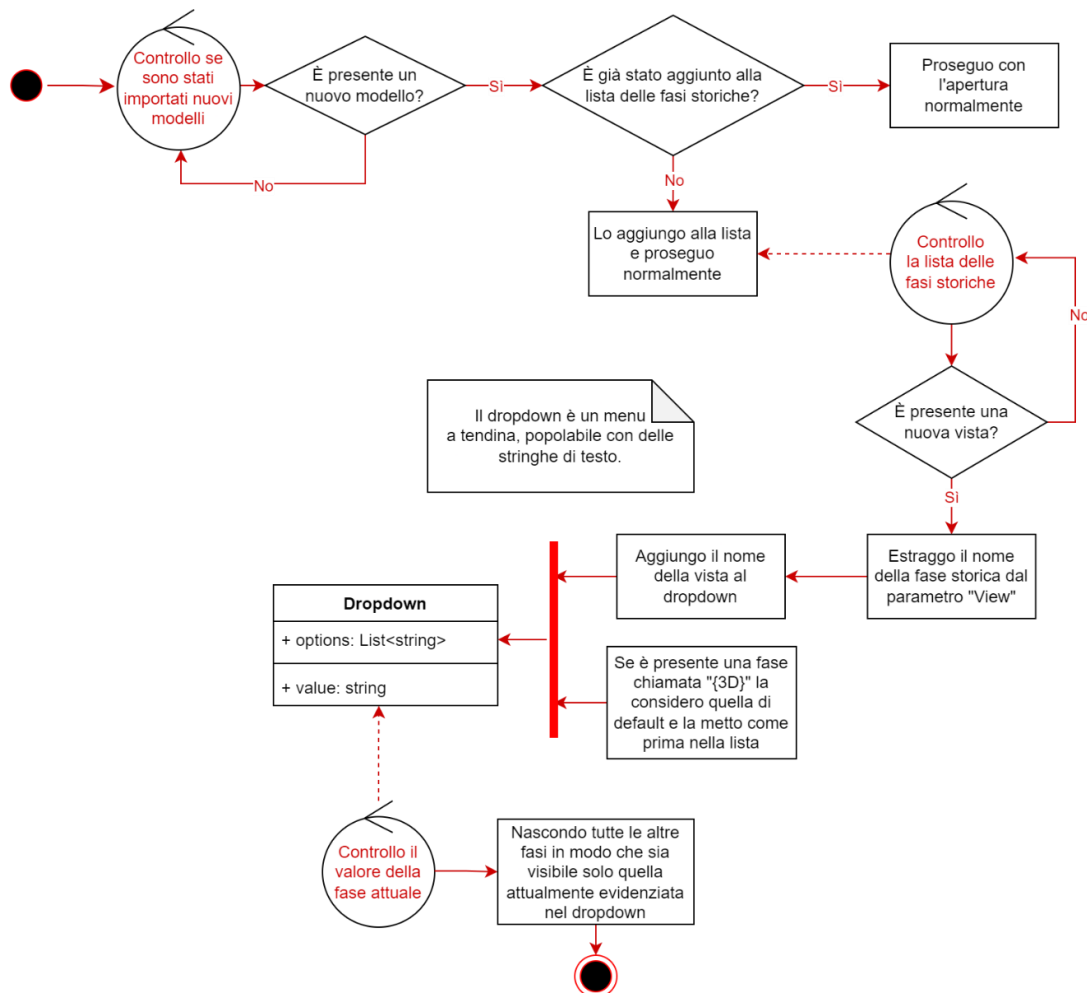 Controllo se
sono stati
importati nuovi
modelli
È presente un
nuovo modello?
Sì
È già stato aggiunto alla
lista delle fasi storiche?
Sì
Proseguo con
l'apertura
normalmente
No
No
Lo aggiungo alla lista
e proseguo
normalmente
Controllo
la lista delle
fasi storiche
No
È presente una
nuova vista?
Il dropdown è un menu
a tendina, popolabile con delle
stringhe di testo.
Sì
Aggiungo il nome
della vista al
dropdown
Estraggo il nome
della fase storica dal
parametro "View"
Dropdown
+ options: List<string>
+ value: string
Se è presente una fase
chiamata "{3D}" la
considero quella di
default e la metto come
prima nella lista
Controllo il
valore della
fase attuale
Nascondo tutte le altre
fasi in modo che sia
visibile solo quella
attualmente evidenziata
nel dropdown